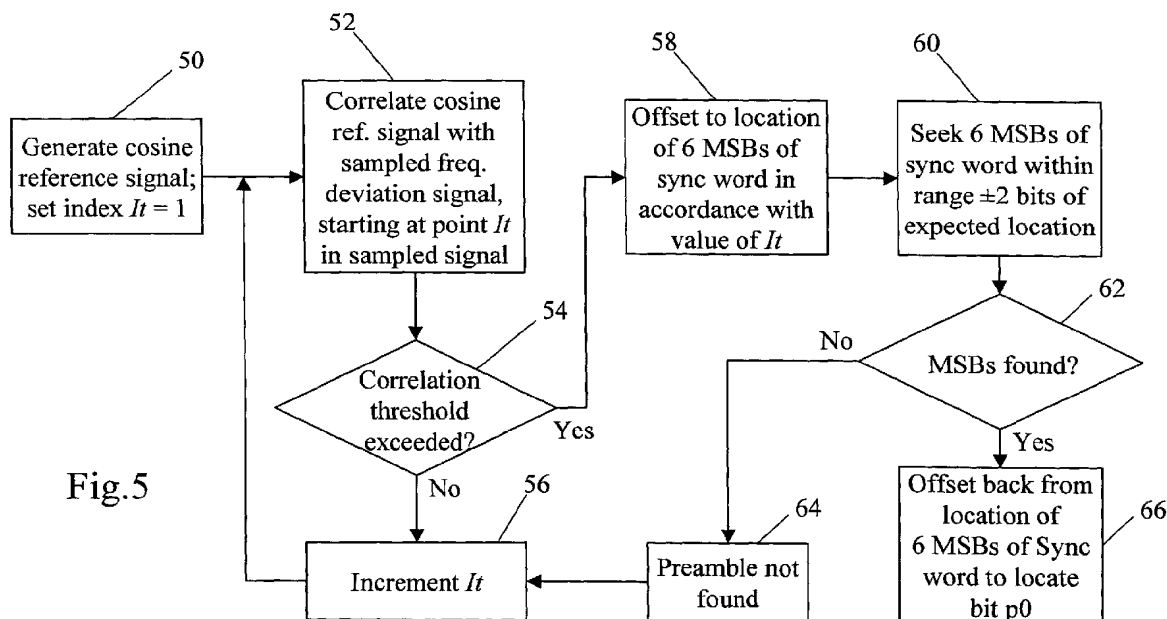 50
Generate cosine
reference signal;
set index It = 1
52
Correlate cosine
ref. signal with
sampled freq.
deviation signal,
starting at point It
in sampled signal
54
Correlation
threshold
exceeded?
Yes
No
56
Increment It
58
Offset to location
of 6 MSBs of
sync word in
accordance with
value of It
60
Seek 6 MSBs of
sync word within
range ±2 bits of
expected location
62
MSBs found?
No
Yes
64
Preamble not
found
Offset back from
location of
6 MSBs of Sync
word to locate
bit p0
66
Fig.5